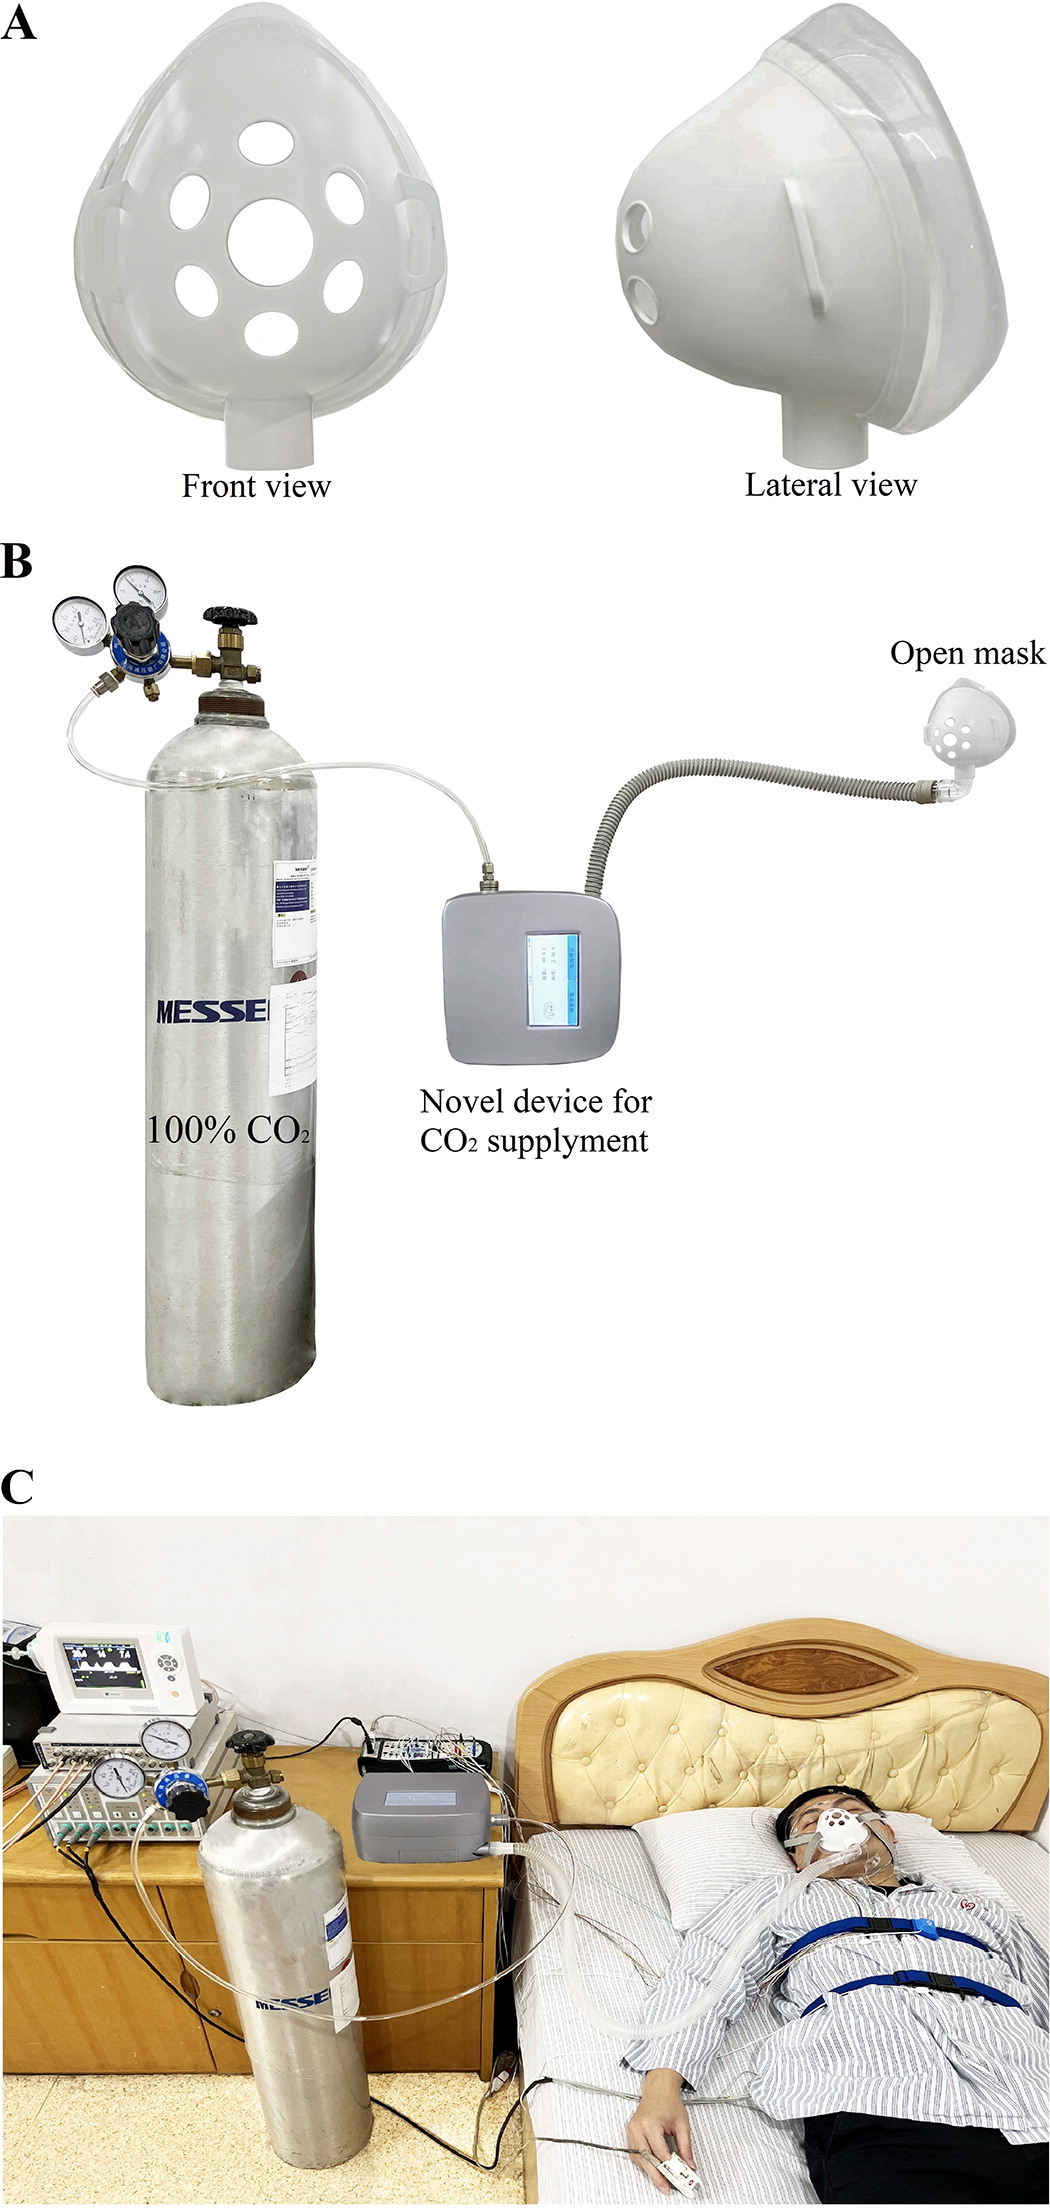 A
Front view
Lateral view
B
Open mask
MESSE
100% CO₂
Novel device for
CO₂ supplyment
C
MESSE